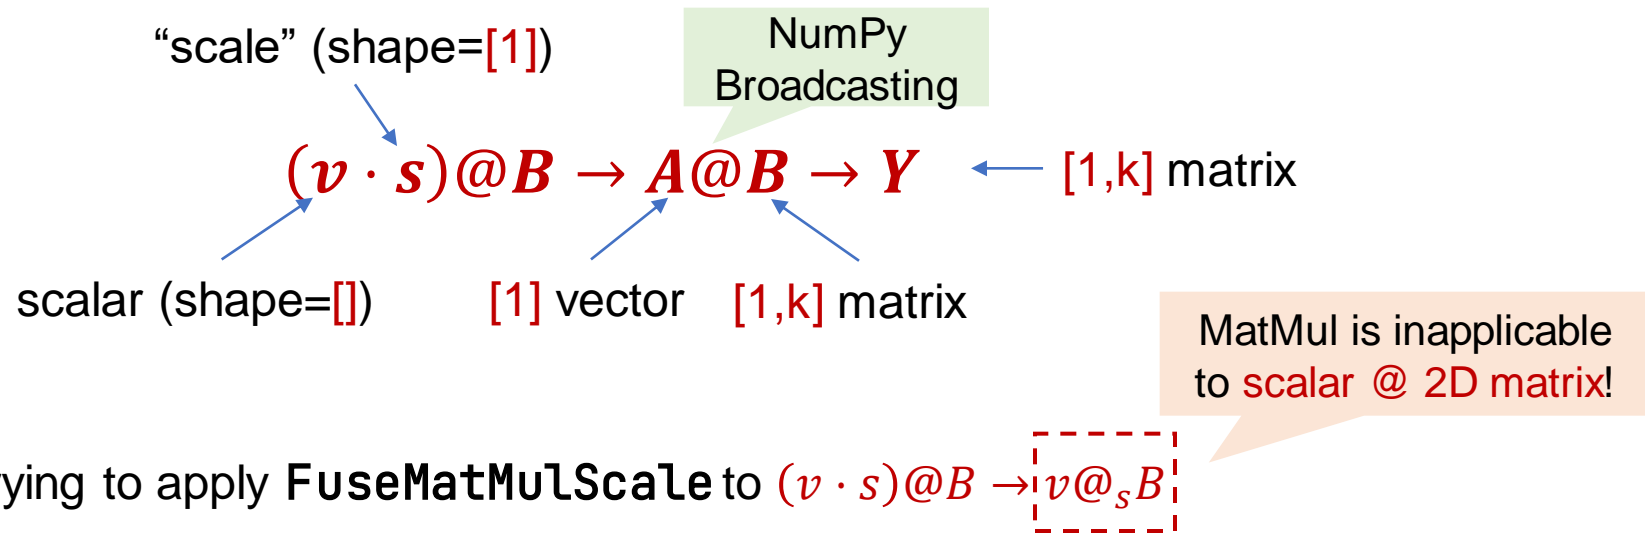 “scale” (shape=[1])
NumPy
Broadcasting
(v · s)@B → A@B → Y
[1,k] matrix
scalar (shape=[])
[1] vector
[1,k] matrix
MatMul is inapplicable
to scalar @ 2D matrix!
rying to apply FuseMatMulScale to (v · s)@B → v@ₛB